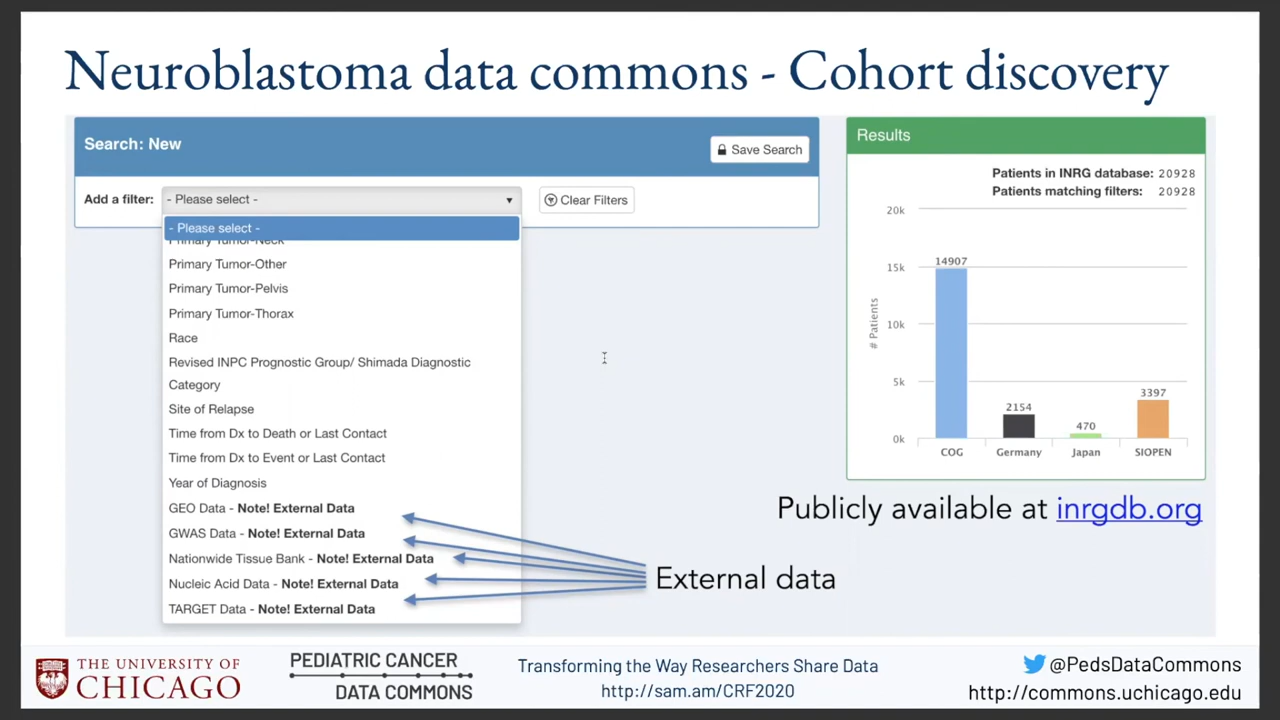 Neuroblastoma data commons - Cohort discovery
Search: New
Save Search
Add a filter:
- Please select -
Clear Filters
- Please select -
Primary Tumor-Neck
Primary Tumor-Other
Primary Tumor-Pelvis
Primary Tumor-Thorax
Race
Revised INPC Prognostic Group/ Shimada Diagnostic
Category
Site of Relapse
Time from Dx to Death or Last Contact
Time from Dx to Event or Last Contact
Year of Diagnosis
GEO Data - Note! External Data
GWAS Data - Note! External Data
Nationwide Tissue Bank - Note! External Data
Nucleic Acid Data - Note! External Data
TARGET Data - Note! External Data
External data
Results
Patients in INRG database: 20928
Patients matching filters: 20928
# Patients
20k
15k
10k
5k
0k
14907
2154
470
3397
COG
Germany
Japan
SIOPEN
Publicly available at inrgdb.org
THE UNIVERSITY OF
CHICAGO
PEDIATRIC CANCER
DATA COMMONS
Transforming the Way Researchers Share Data
http://sam.am/CRF2020
@PedsDataCommons
http://commons.uchicago.edu